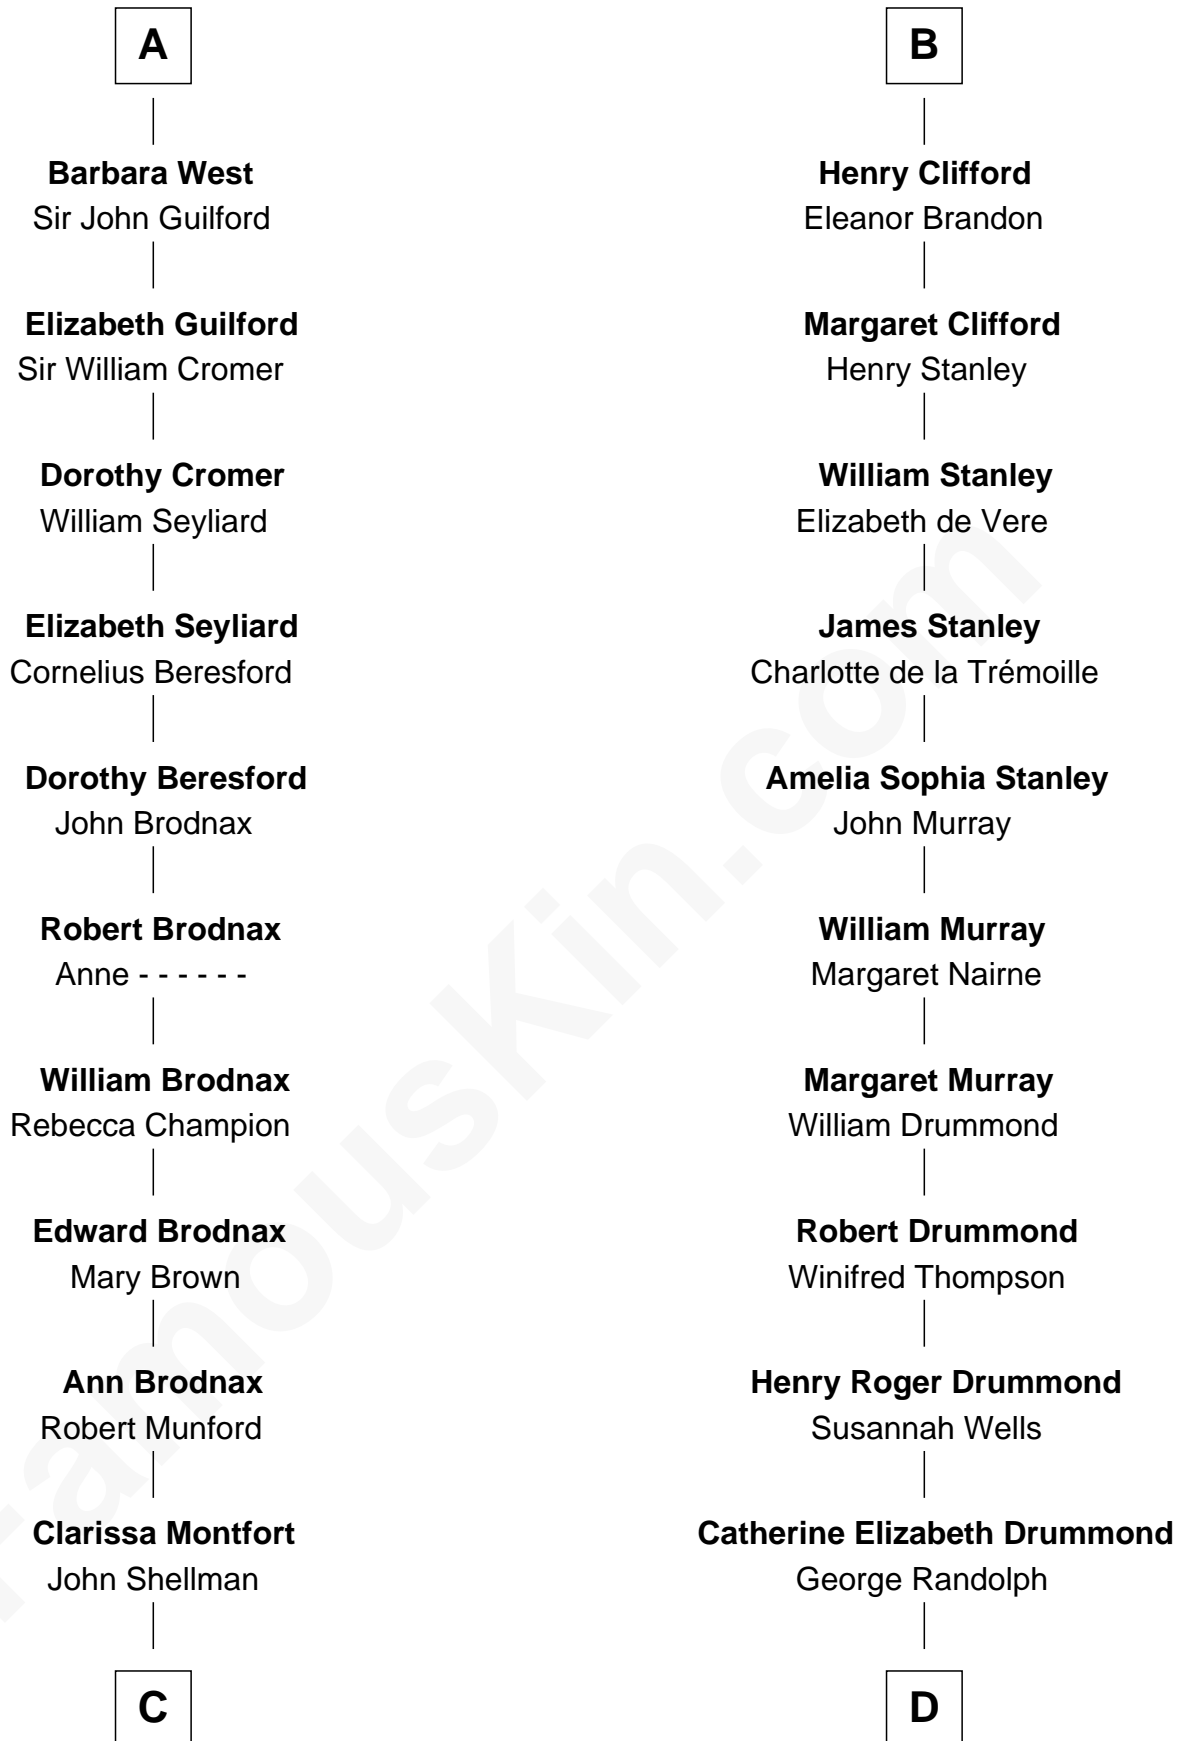 A
Barbara West
Sir John Guilford
Elizabeth Guilford
Sir William Cromer
Dorothy Cromer
William Seyliard
Elizabeth Seyliard
Cornelius Beresford
Dorothy Beresford
John Brodnax
Robert Brodnax
Anne - - - - - -
William Brodnax
Rebecca Champion
Edward Brodnax
Mary Brown
Ann Brodnax
Robert Munford
Clarissa Montfort
John Shellman
C
B
Henry Clifford
Eleanor Brandon
Margaret Clifford
Henry Stanley
William Stanley
Elizabeth de Vere
James Stanley
Charlotte de la Trémoille
Amelia Sophia Stanley
John Murray
William Murray
Margaret Nairne
Margaret Murray
William Drummond
Robert Drummond
Winifred Thompson
Henry Roger Drummond
Susannah Wells
Catherine Elizabeth Drummond
George Randolph
D
FamousKin.com